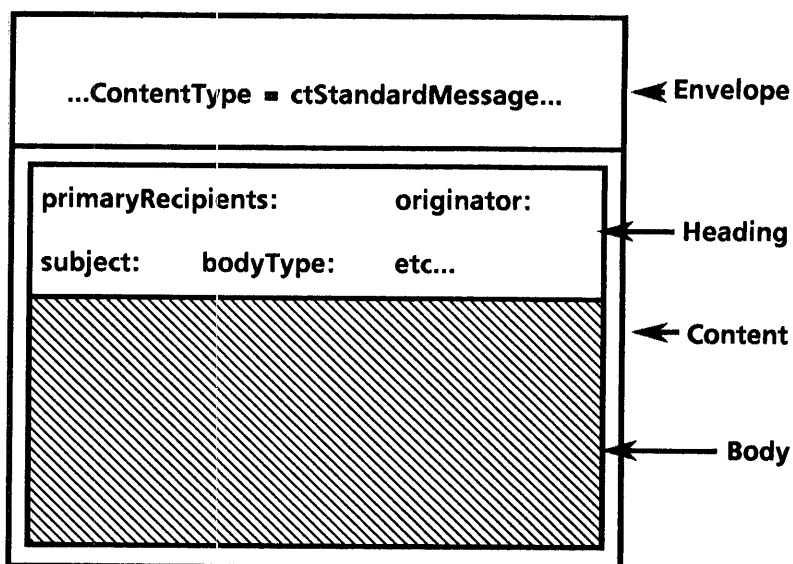 ...ContentType = ctStandardMessage...
Envelope
primaryRecipients: originator:
Heading
subject: bodyType: etc...
Content
Body